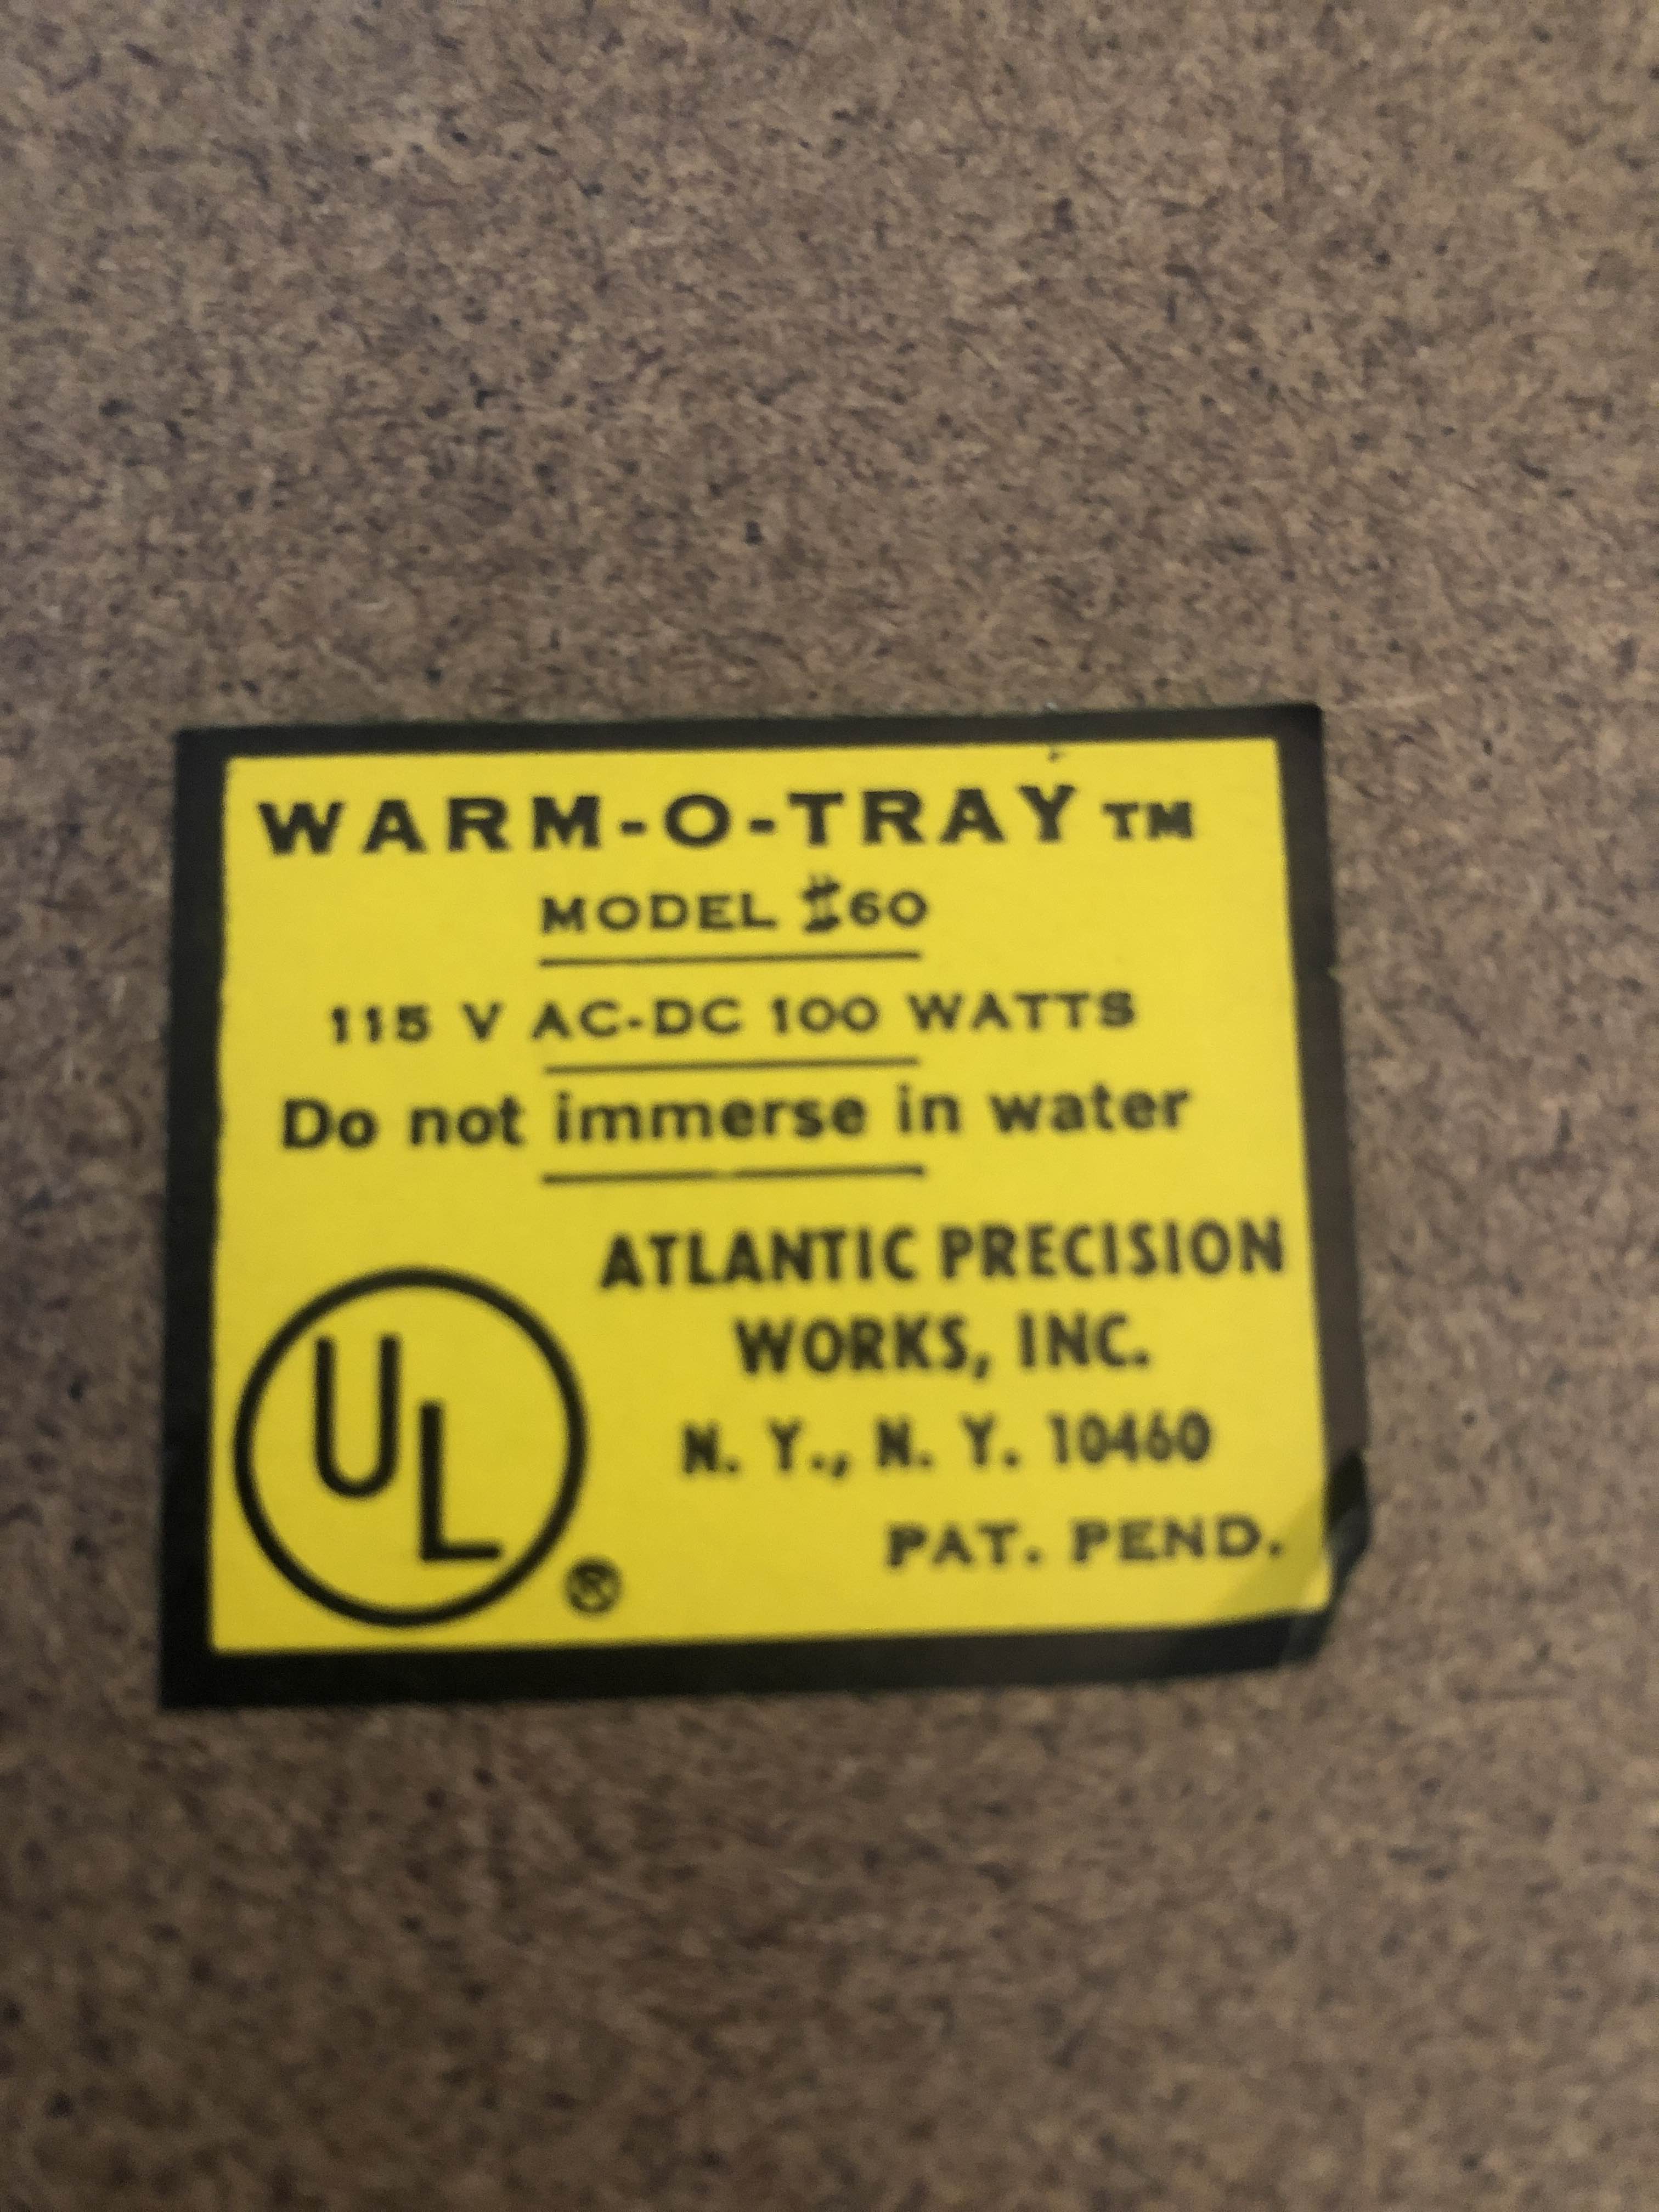 WARM-O-TRAY TM
MODEL #60
115 V AC-DC 100 WATTS
Do not immerse in water
ATLANTIC PRECISION
WORKS, INC.
N. Y., N. Y. 10460
PAT. PEND.
UL ®